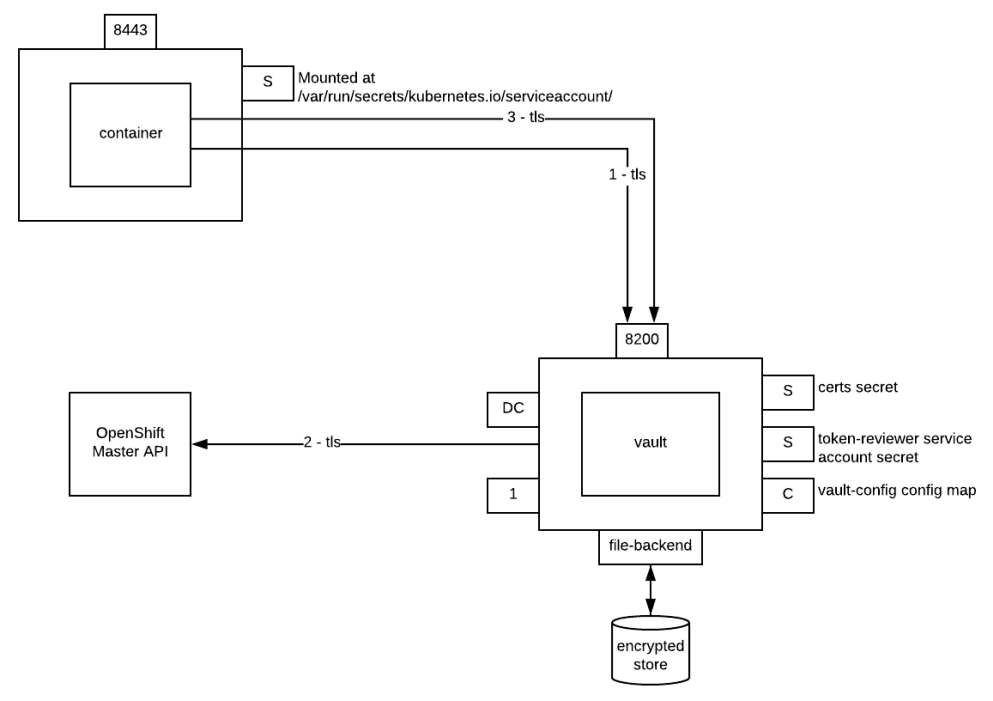 8443
S
Mounted at
/var/run/secrets/kubernetes.io/serviceaccount/
container
3 - tls
1 - tls
8200
DC
S
certs secret
OpenShift
Master API
2 - tls
vault
S
token-reviewer service
account secret
1
C
vault-config config map
file-backend
encrypted
store